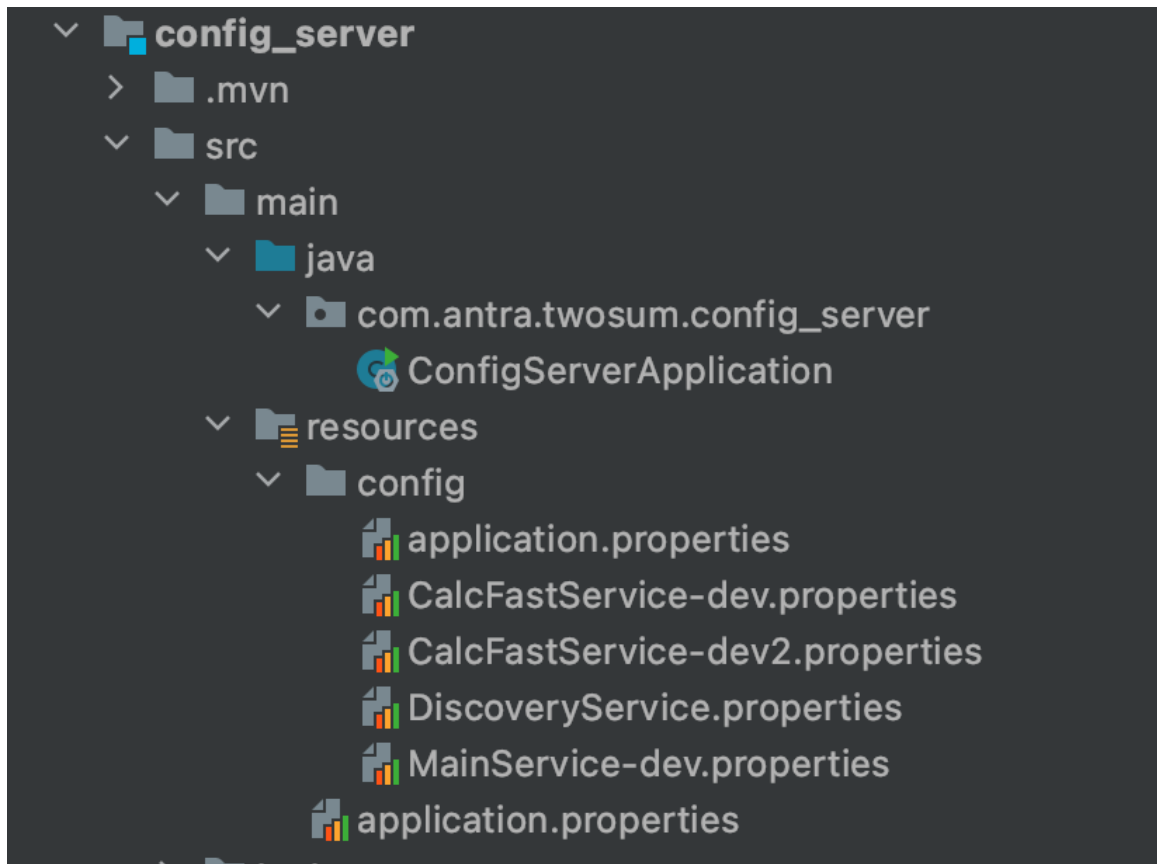 config_server
.mvn
src
main
java
com.antra.twosum.config_server
ConfigServerApplication
resources
config
application.properties
CalcFastService-dev.properties
CalcFastService-dev2.properties
DiscoveryService.properties
MainService-dev.properties
application.properties